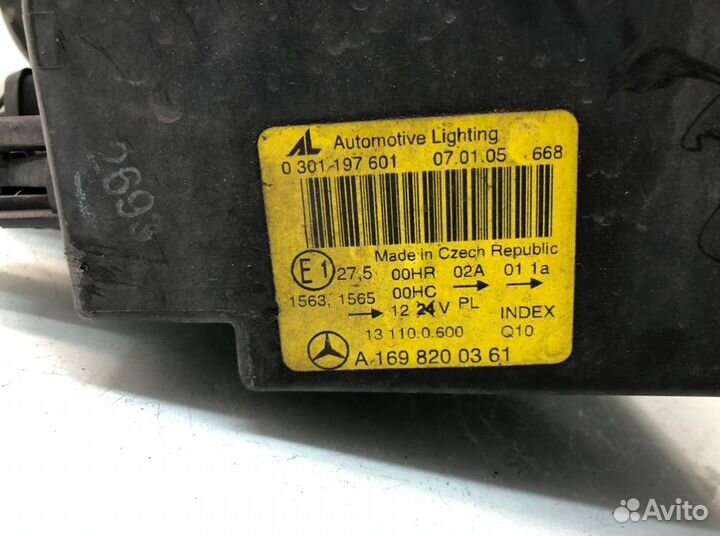 AL Automotive Lighting
0 301 197 601 07.01.05 668
Made in Czech Republic
E1 27,5 00HR 02A 01 1a
1563, 1565 00HC
12 24V PL INDEX
13 110.0.600 Q10
A 169 820 03 61
Avito